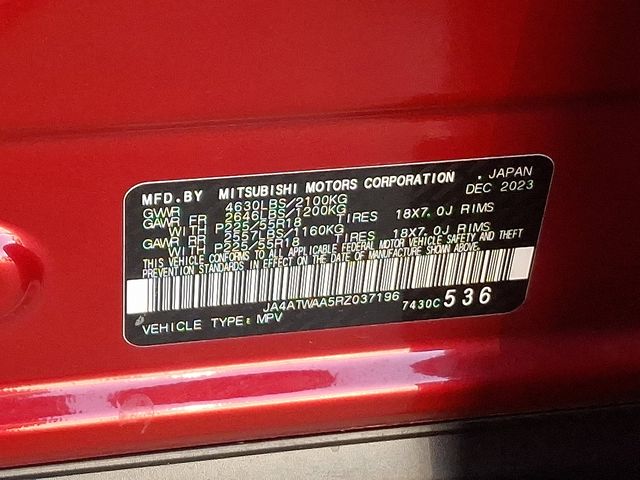 MFD.BY MITSUBISHI MOTORS CORPORATION , JAPAN
GVWR 4630LBS/2100KG DEC 2023
GAWR FR 2646LBS/1200KG
WITH P225/55R18 TIRES 18X7.0J RIMS
GAWR RR 2557LBS/1160KG
WITH P225/55R18 TIRES 18X7.0J RIMS
THIS VEHICLE CONFORMS TO ALL APPLICABLE FEDERAL MOTOR VEHICLE SAFETY AND THEFT
PREVENTION STANDARDS IN EFFECT ON THE DATE OF MANUFACTURE SHOWN ABOVE.
JA4ATWAA5RZ037196 7430C 536
VEHICLE TYPE: MPV